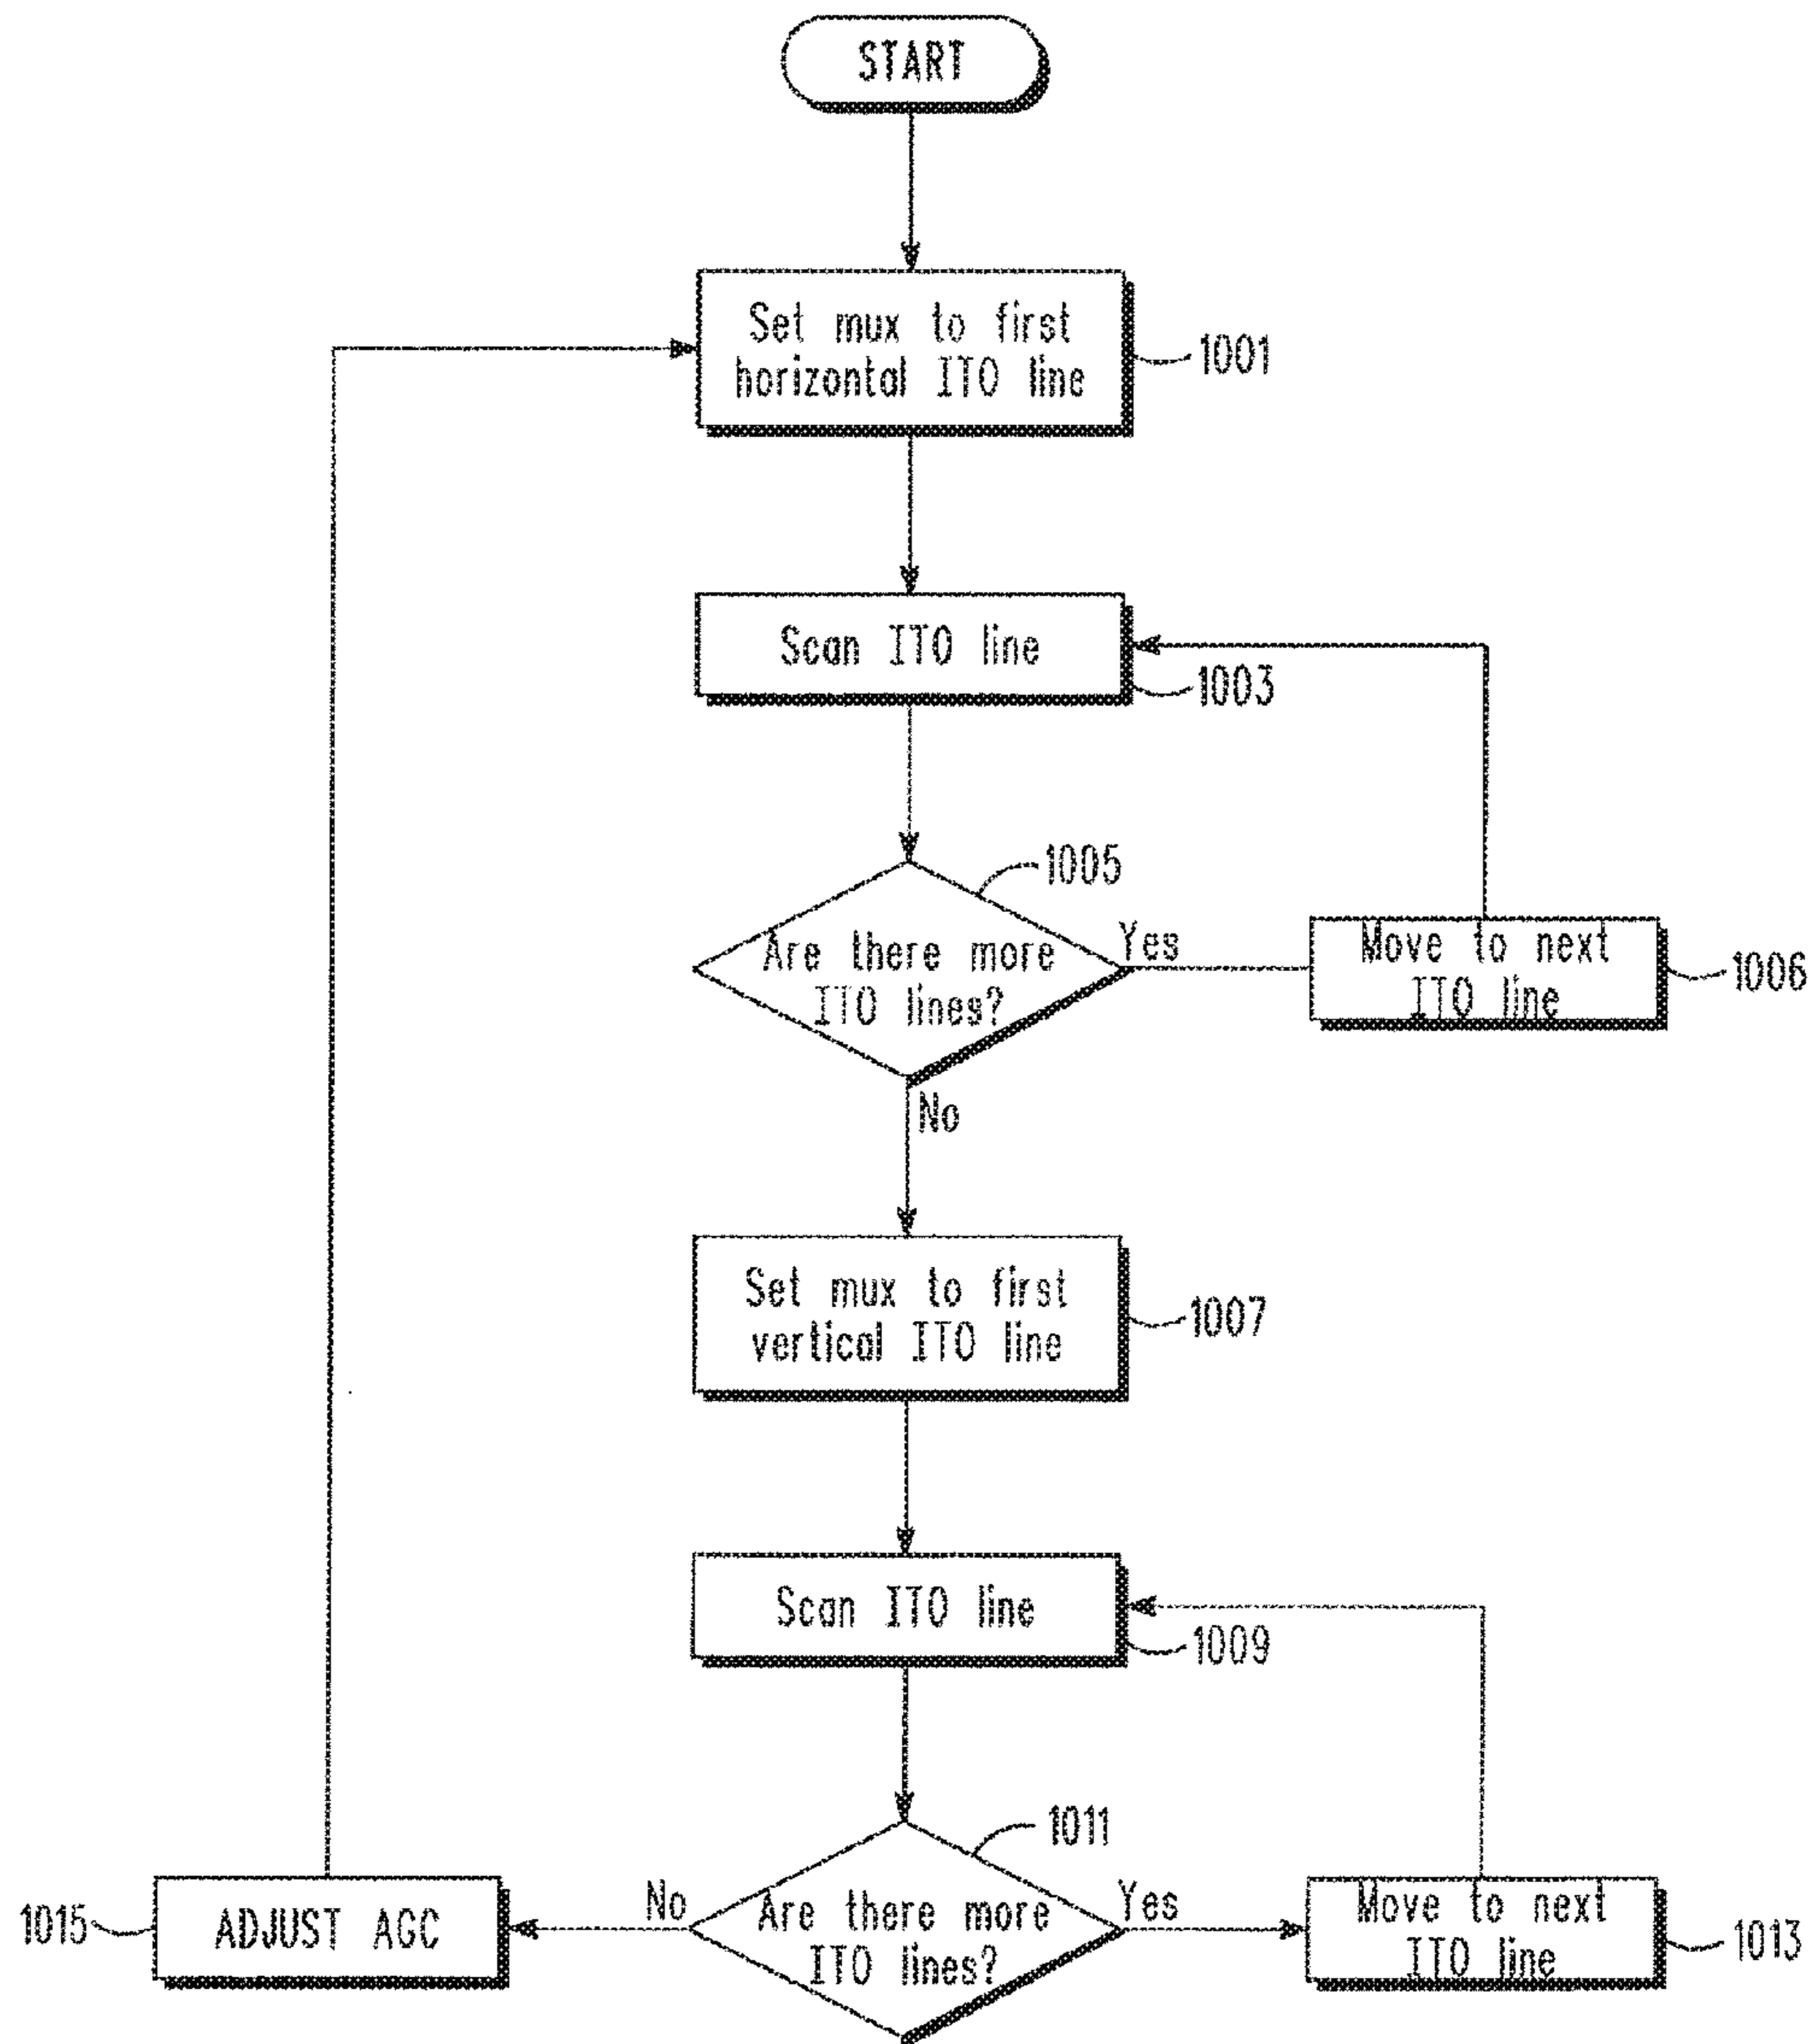 START
Set mux to first
horizontal ITO line
1001
Scan ITO line
1003
1005
Are there more
ITO lines?
Yes
Move to next
ITO line
1006
No
Set mux to first
vertical ITO line
1007
Scan ITO line
1009
1011
Are there more
ITO lines?
Yes
Move to next
ITO line
1013
No
ADJUST AGC
1015